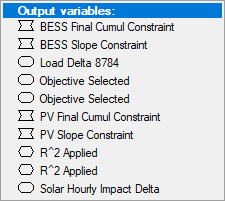 Output variables:
BESS Final Cumul Constraint
BESS Slope Constraint
Load Delta 8784
Objective Selected
Objective Selected
PV Final Cumul Constraint
PV Slope Constraint
R^2 Applied
R^2 Applied
Solar Hourly Impact Delta